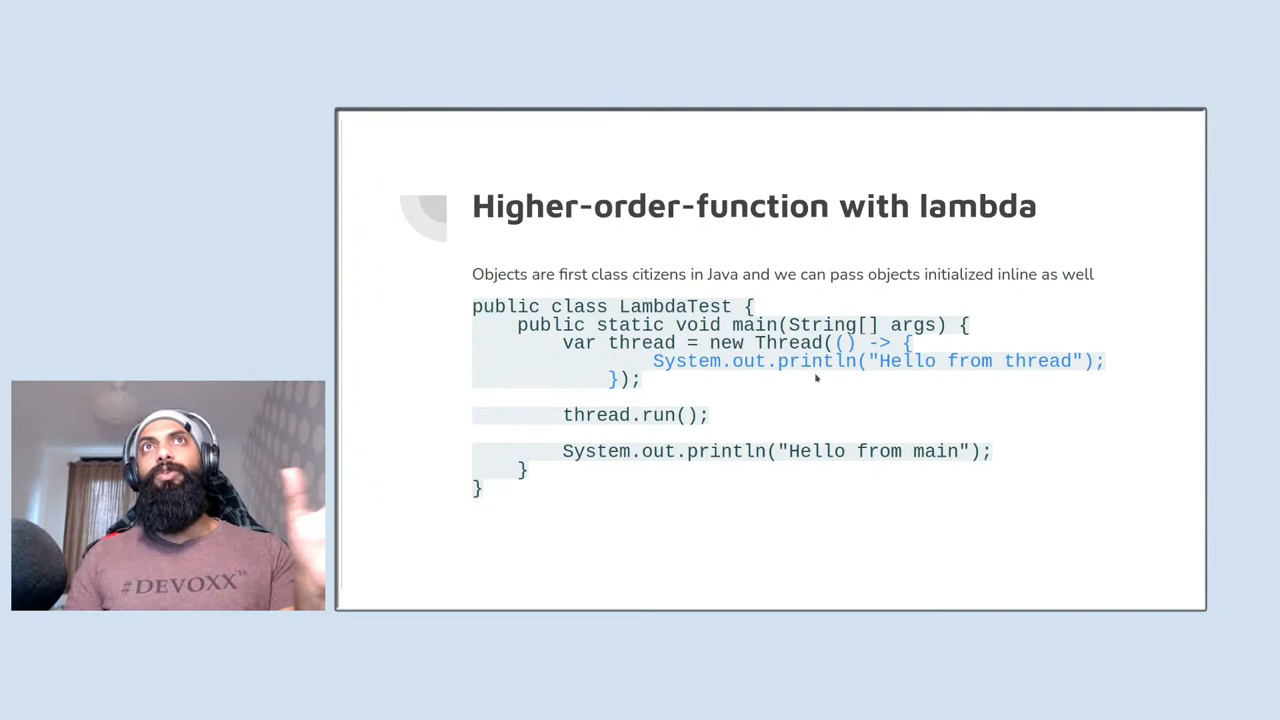 Higher-order-function with lambda
Objects are first class citizens in Java and we can pass objects initialized inline as well
public class LambdaTest {
public static void main(String[] args) {
var thread = new Thread(() -> {
System.out.println("Hello from thread");
});
thread.run();
System.out.println("Hello from main");
}
}
#DEVOXX